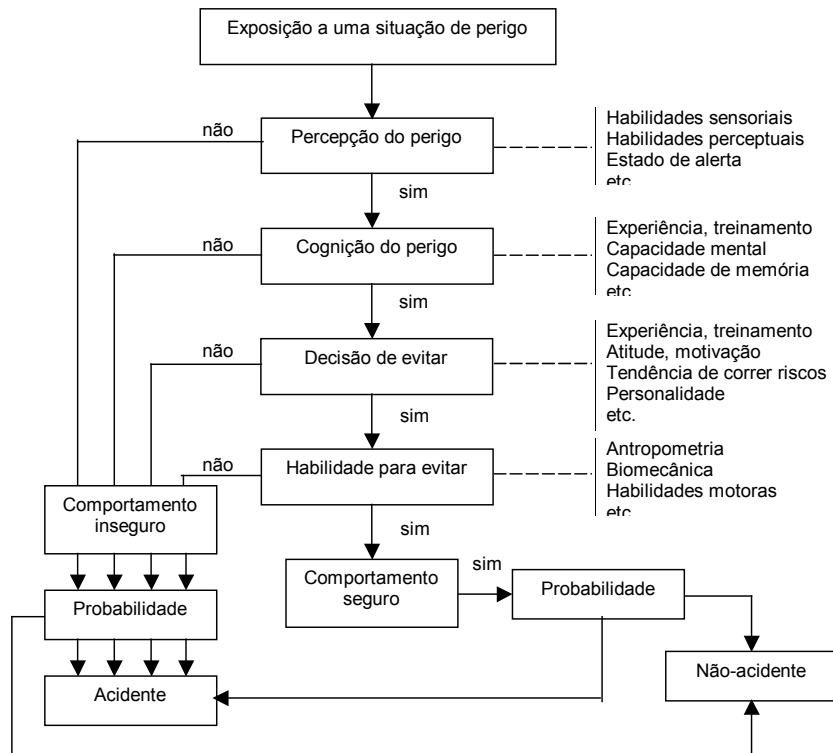 Exposição a uma situação de perigo
não
Percepção do perigo
Habilidades sensoriais
Habilidades perceptuais
Estado de alerta
etc
sim
não
Cognição do perigo
Experiência, treinamento
Capacidade mental
Capacidade de memória
etc
sim
não
Decisão de evitar
Experiência, treinamento
Atitude, motivação
Tendência de correr riscos
Personalidade
etc.
sim
não
Habilidade para evitar
Antropometria
Biomecânica
Habilidades motoras
etc
sim
Comportamento
inseguro
Comportamento
seguro
sim
Probabilidade
Probabilidade
Acidente
Não-acidente